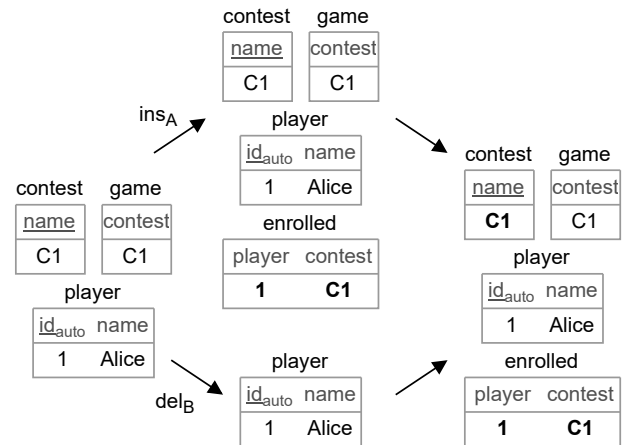 contest game
name contest
C1 C1
ins_A
player
id_auto name
1 Alice
enrolled
player contest
1 C1
contest game
name contest
C1 C1
player
id_auto name
1 Alice
del_B
player
id_auto name
1 Alice
contest game
name contest
C1 C1
player
id_auto name
1 Alice
enrolled
player contest
1 C1